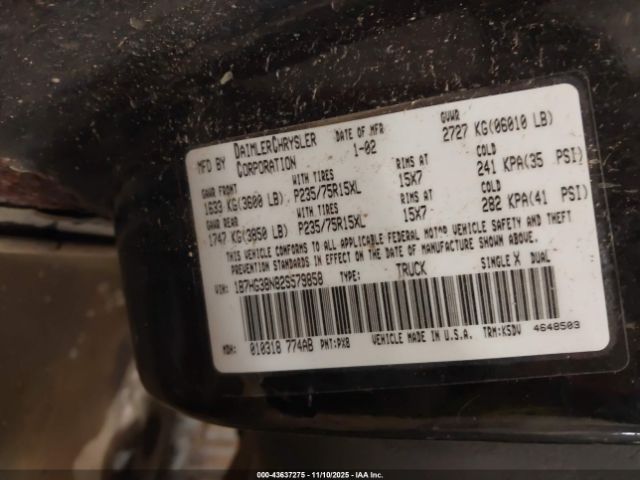 MFD BY DAIMLERCHRYSLER CORPORATION DATE OF MFR 1-02 GVWR 2727 KG(06010 LB)
GAWR FRONT WITH TIRES RIMS AT COLD
1633 KG(3600 LB) P235/75R15XL 15X7 241 KPA(35 PSI)
GAWR REAR WITH TIRES RIMS AT COLD
1747 KG(3850 LB) P235/75R15XL 15X7 282 KPA(41 PSI)
THIS VEHICLE CONFORMS TO ALL APPLICABLE FEDERAL MOTOR VEHICLE SAFETY AND THEFT
PREVENTION STANDARDS IN EFFECT ON THE DATE OF MANUFACTURE SHOWN ABOVE.
VIN: 1B7HG38N82S579858 TYPE: TRUCK SINGLE X DUAL
MDH: 010318 774AB PNT:PX8 VEHICLE MADE IN U.S.A. TRM:K5DV 4648503
000-43637275 — 11/10/2025 — IAA Inc.